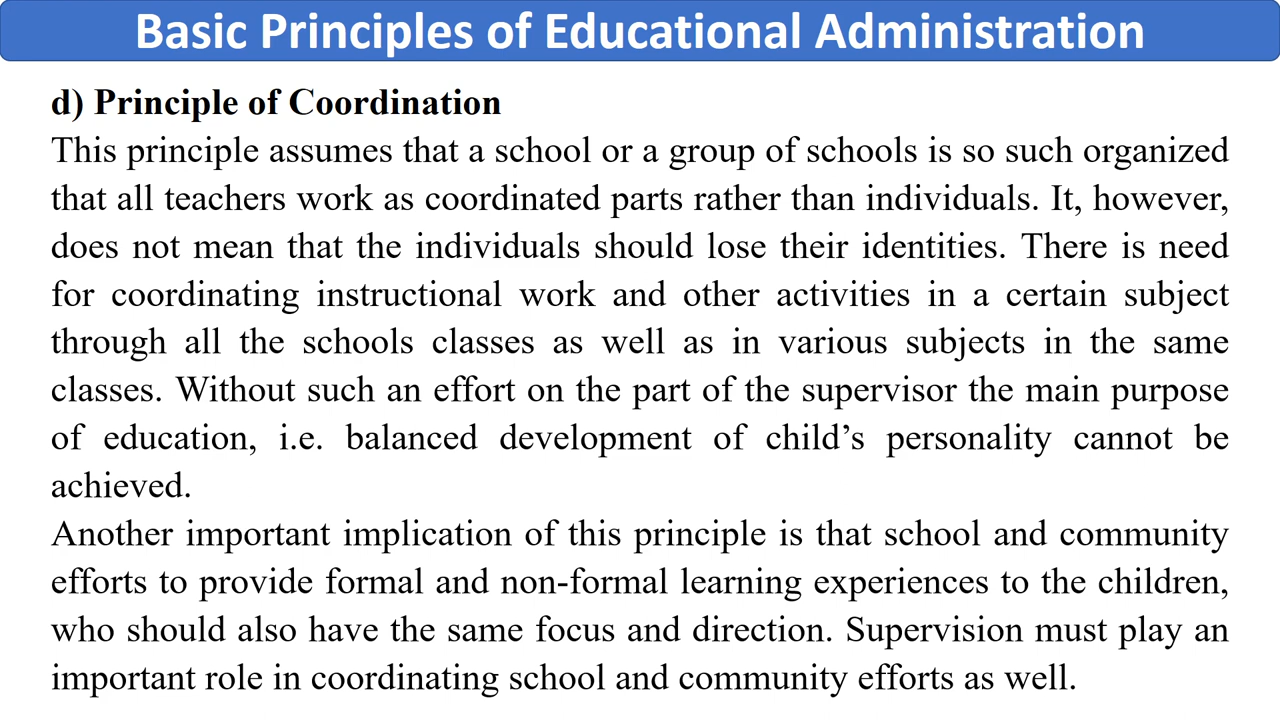 Basic Principles of Educational Administration
d) Principle of Coordination
This principle assumes that a school or a group of schools is so such organized
that all teachers work as coordinated parts rather than individuals. It, however,
does not mean that the individuals should lose their identities. There is need
for coordinating instructional work and other activities in a certain subject
through all the schools classes as well as in various subjects in the same
classes. Without such an effort on the part of the supervisor the main purpose
of education, i.e. balanced development of child’s personality cannot be
achieved.
Another important implication of this principle is that school and community
efforts to provide formal and non-formal learning experiences to the children,
who should also have the same focus and direction. Supervision must play an
important role in coordinating school and community efforts as well.